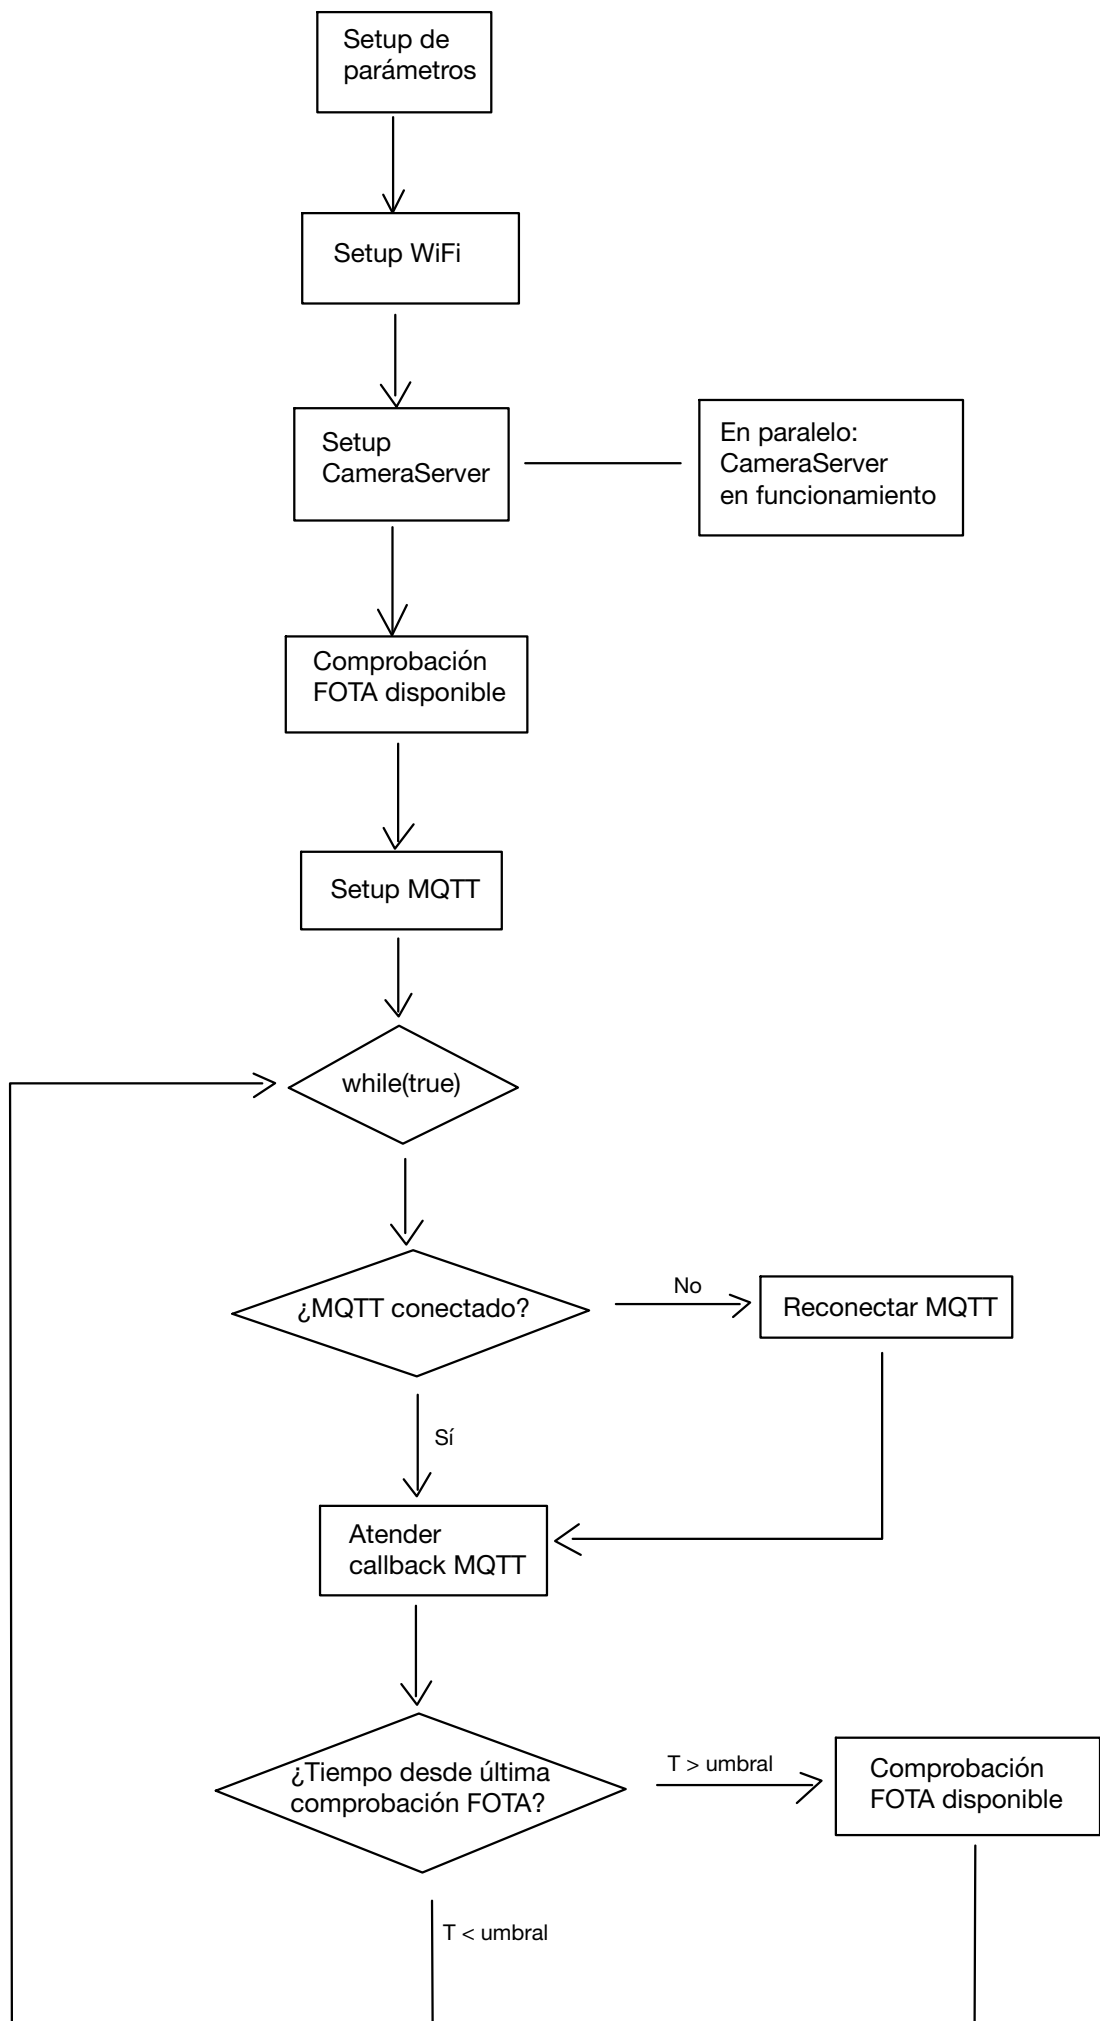 Setup de
parámetros
Setup WiFi
Setup
CameraServer
En paralelo:
CameraServer
en funcionamiento
Comprobación
FOTA disponible
Setup MQTT
while(true)
¿MQTT conectado?
No
Reconectar MQTT
Sí
Atender
callback MQTT
¿Tiempo desde última
comprobación FOTA?
T > umbral
Comprobación
FOTA disponible
T < umbral